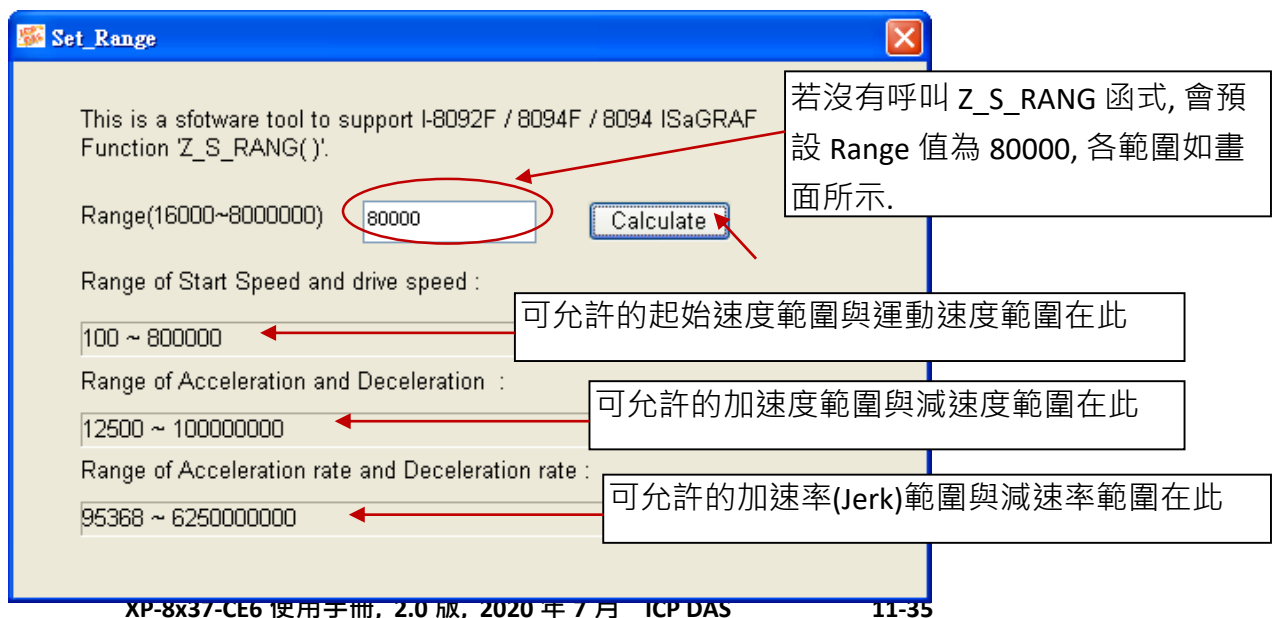 Set_Range
This is a sfotware tool to support I-8092F / 8094F / 8094 ISaGRAF
Function 'Z_S_RANG( )'.
若沒有呼叫 Z_S_RANG 函式, 會預
設 Range 值為 80000, 各範圍如畫
面所示.
Range(16000~8000000)
80000
Calculate
Range of Start Speed and drive speed :
可允許的起始速度範圍與運動速度範圍在此
100 ~ 800000
Range of Acceleration and Deceleration :
可允許的加速度範圍與減速度範圍在此
12500 ~ 100000000
Range of Acceleration rate and Deceleration rate :
可允許的加速率(Jerk)範圍與減速率範圍在此
95368 ~ 6250000000
XP-8x37-CE6 使用手冊, 2.0 版, 2020 年 7 月 ICP DAS 11-35